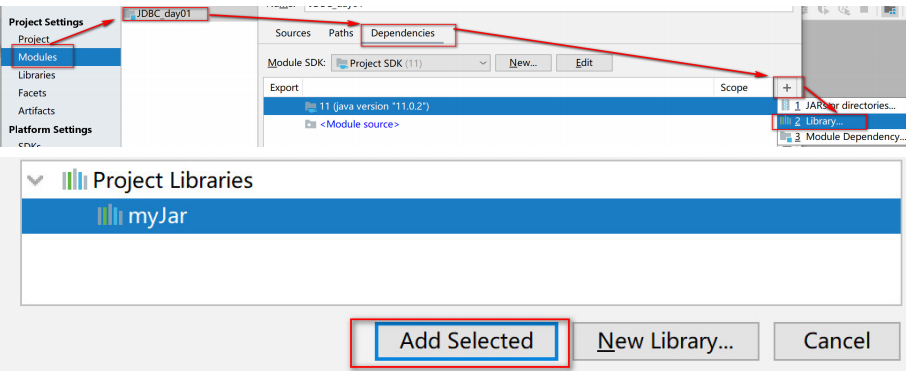 JDBC_day01
Name: JDBC_day01
Project Settings
Project
Modules
Libraries
Facets
Artifacts
Platform Settings
SDKs
Sources Paths Dependencies
Module SDK: Project SDK (11) New... Edit
Export Scope +
11 (java version "11.0.2")
<Module source>
1 JARs or directories...
2 Library...
3 Module Dependency...
Project Libraries
myJar
Add Selected New Library... Cancel